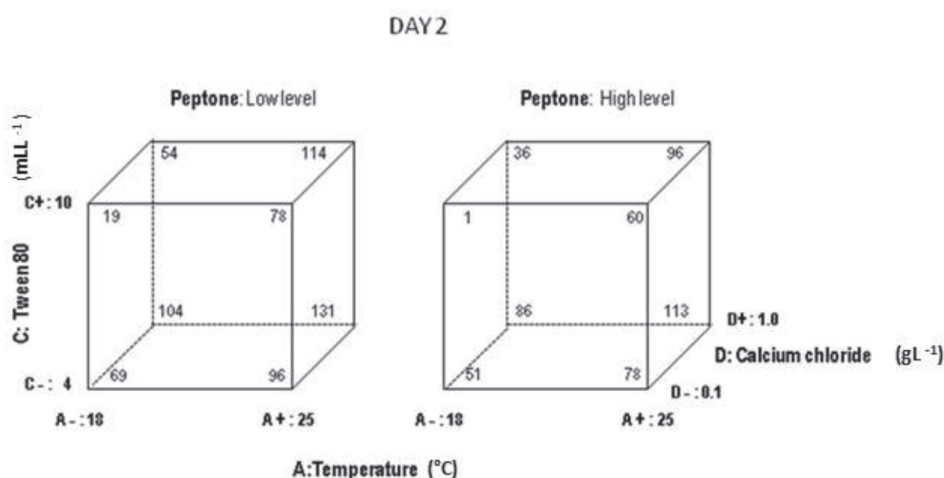 DAY 2
Peptone: Low level
Peptone: High level
54 114
36 96
C: Tween 80 (mLL⁻¹)
C+: 10
19 78
1 60
104 131
86 113
D+: 1.0
D: Calcium chloride (gL⁻¹)
C-: 4
69 96
51 78
D-: 0.1
A-: 18
A+: 25
A-: 18
A+: 25
A:Temperature (°C)